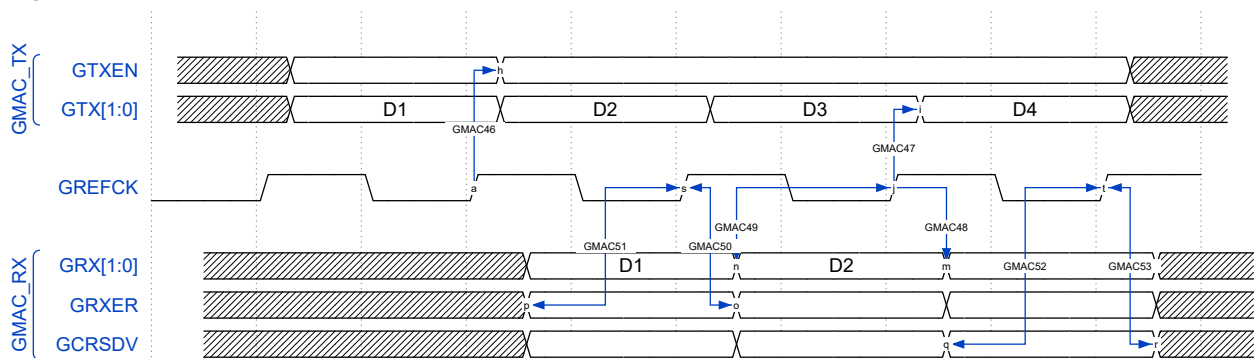 GMAC_TX
GTXEN
h
GTX[1:0]
D1
D2
D3
i
D4
GMAC46
GMAC47
GREFCK
a
s
j
t
GMAC49
GMAC48
GMAC51
GMAC50
GMAC_RX
GRX[1:0]
D1
n
D2
m
GMAC52
GMAC53
GRXER
p
o
GCRSDV
q
r